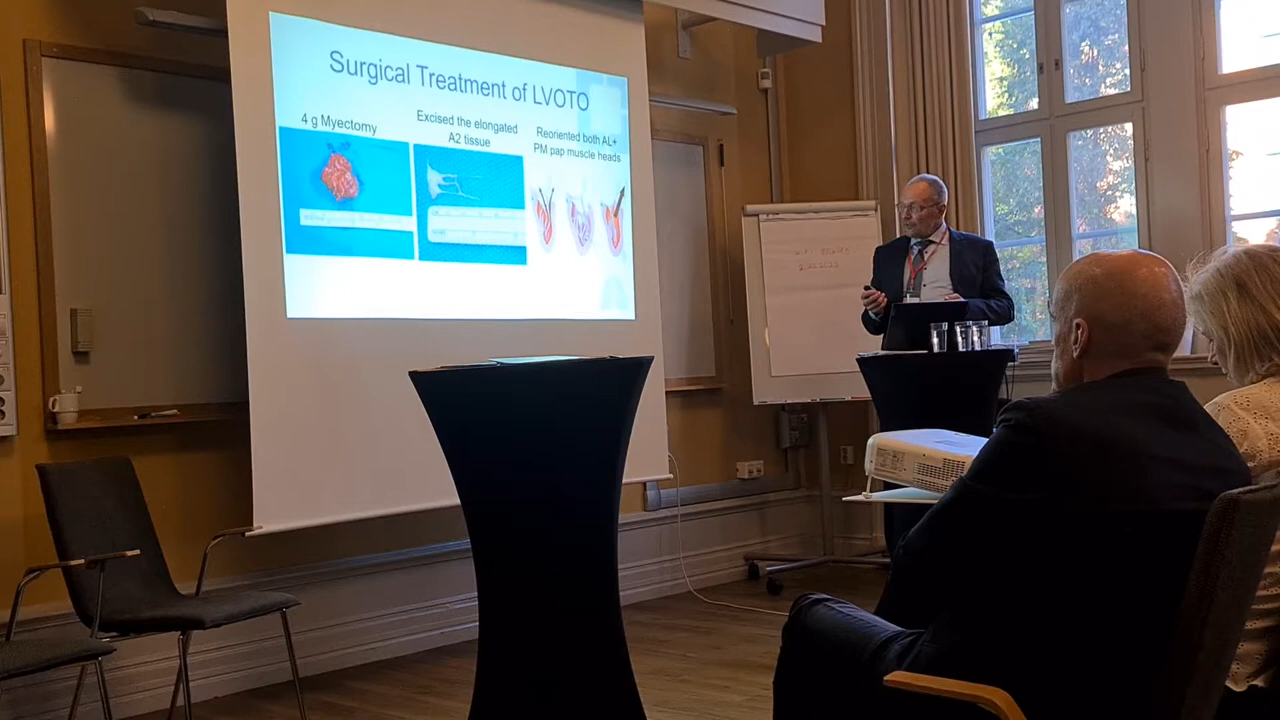 Surgical Treatment of LVOTO
4 g Myectomy
Excised the elongated
A2 tissue
Reoriented both AL+
PM pap muscle heads